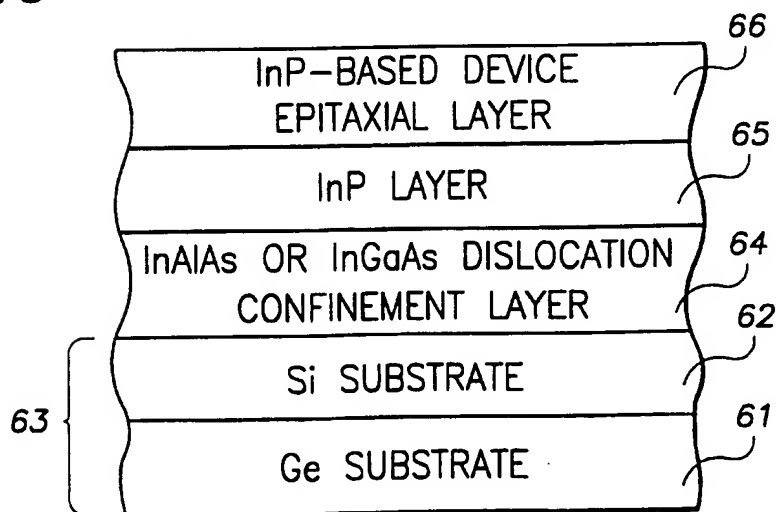 66
InP-BASED DEVICE
EPITAXIAL LAYER
65
InP LAYER
64
InAlAs OR InGaAs DISLOCATION
CONFINEMENT LAYER
62
Si SUBSTRATE
63
61
Ge SUBSTRATE